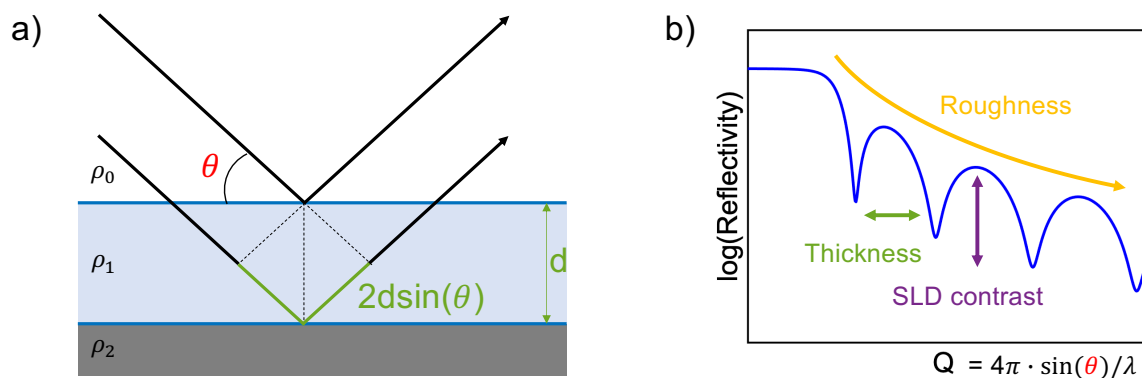 a)
θ
ρ₀
ρ₁
d
2dsin(θ)
ρ₂
b)
log(Reflectivity)
Roughness
Thickness
SLD contrast
Q = 4π · sin(θ)/λ